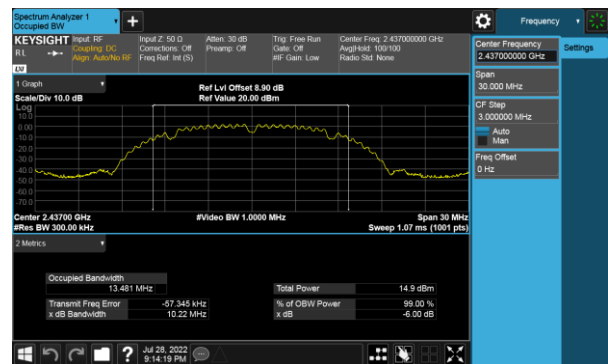 Spectrum Analyzer 1
Occupied BW
Frequency
KEYSIGHT
RL
Input: RF
Coupling: DC
Align: Auto/No RF
Input Z: 50 Ω
Corrections: Off
Freq Ref: Int (S)
Atten: 30 dB
Preamp: Off
Trig: Free Run
Gate: Off
#IF Gain: Low
Center Freq: 2.437000000 GHz
Avg|Hold: 100/100
Radio Std: None
Center Frequency
2.437000000 GHz
Settings
Span
30.000 MHz
CF Step
3.000000 MHz
Auto
Man
Freq Offset
0 Hz
1 Graph
Scale/Div 10.0 dB
Ref Lvl Offset 8.90 dB
Ref Value 20.00 dBm
Log
10.0
0.00
-10.0
-20.0
-30.0
-40.0
-50.0
-60.0
-70.0
Center 2.43700 GHz
#Res BW 300.00 kHz
#Video BW 1.0000 MHz
Span 30 MHz
Sweep 1.07 ms (1001 pts)
2 Metrics
Occupied Bandwidth
13.481 MHz
Total Power 14.9 dBm
Transmit Freq Error -57.345 kHz
% of OBW Power 99.00 %
x dB Bandwidth 10.22 MHz
x dB -6.00 dB
Jul 28, 2022
9:14:19 PM